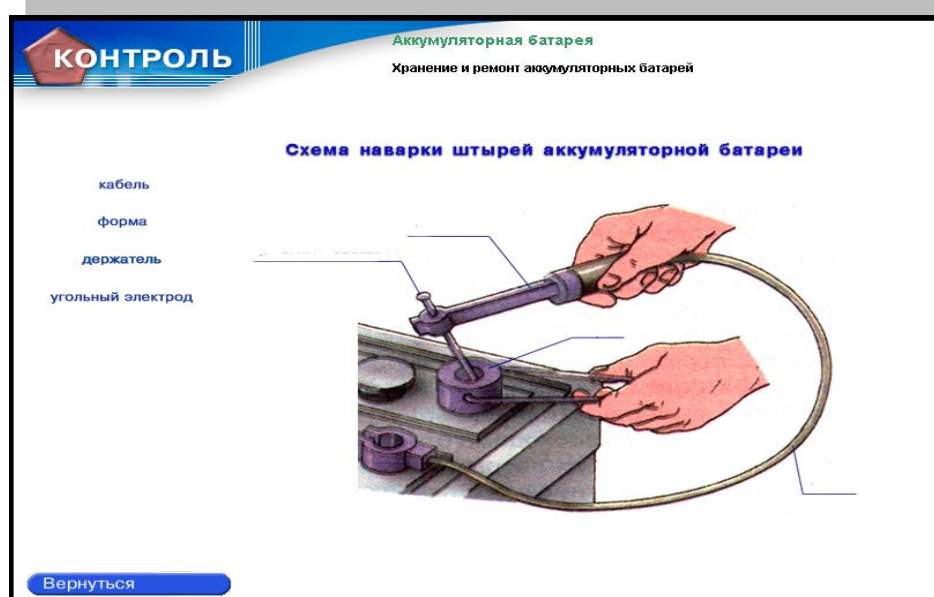 КОНТРОЛЬ
Аккумуляторная батарея
Хранение и ремонт аккумуляторных батарей
Схема наварки штырей аккумуляторной батареи
кабель
форма
держатель
угольный электрод
Вернуться